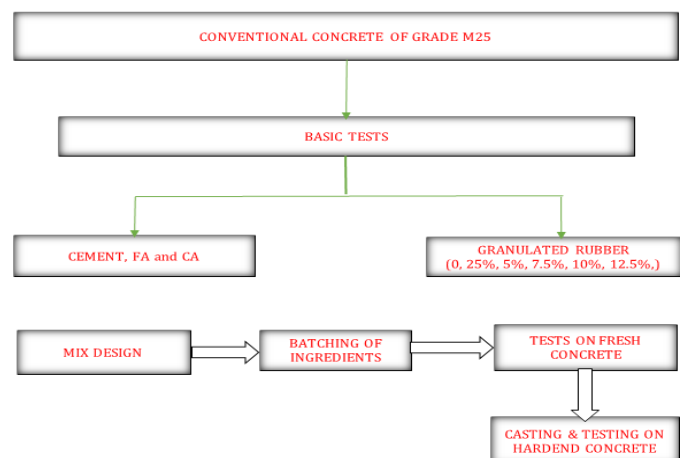 CONVENTIONAL CONCRETE OF GRADE M25
BASIC TESTS
CEMENT, FA and CA
GRANULATED RUBBER
(0, 25%, 5%, 7.5%, 10%, 12.5%,)
MIX DESIGN
BATCHING OF
INGREDIENTS
TESTS ON FRESH
CONCRETE
CASTING & TESTING ON
HARDEND CONCRETE